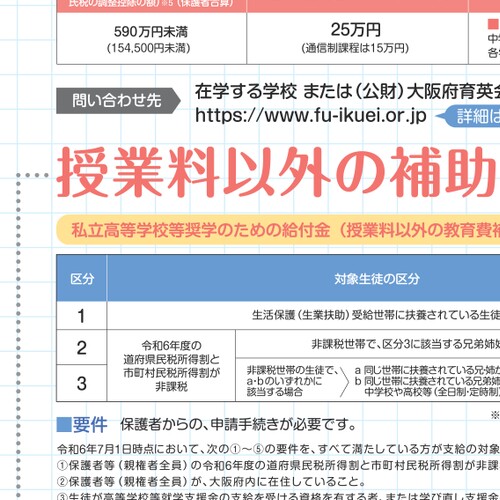 民税の調整控除の額）※5（保護者合算）
590万円未満
（154,500円未満）
25万円
（通信制課程は15万円）
問い合わせ先
在学する学校 または（公財）大阪府育英会
https://www.fu-ikuei.or.jp
詳細は
授業料以外の補助
私立高等学校等奨学のための給付金（授業料以外の教育費補
区分
対象生徒の区分
1
生活保護（生業扶助）受給世帯に扶養されている生徒
2
令和6年度の
道府県民税所得割と
市町村民税所得割が
非課税
非課税世帯で、区分3に該当する兄弟姉妹
3
非課税世帯の生徒で、
a・bのいずれかに
該当する場合
a 同じ世帯に扶養されている兄・姉が
b 同じ世帯に扶養されている兄弟姉妹
中学校や高校等（全日制・定時制）
■要件 保護者からの、申請手続きが必要です。
令和6年7月1日時点において、次の①～⑤の要件を、すべて満たしている方が支給の対象
①保護者等（親権者全員）の令和6年度の道府県民税所得割と市町村民税所得割が非課
②保護者等（親権者全員）が、大阪府内に在住していること。
③生徒が高等学校等就学支援金の支給を受ける資格を有する者、または学び直し支援金